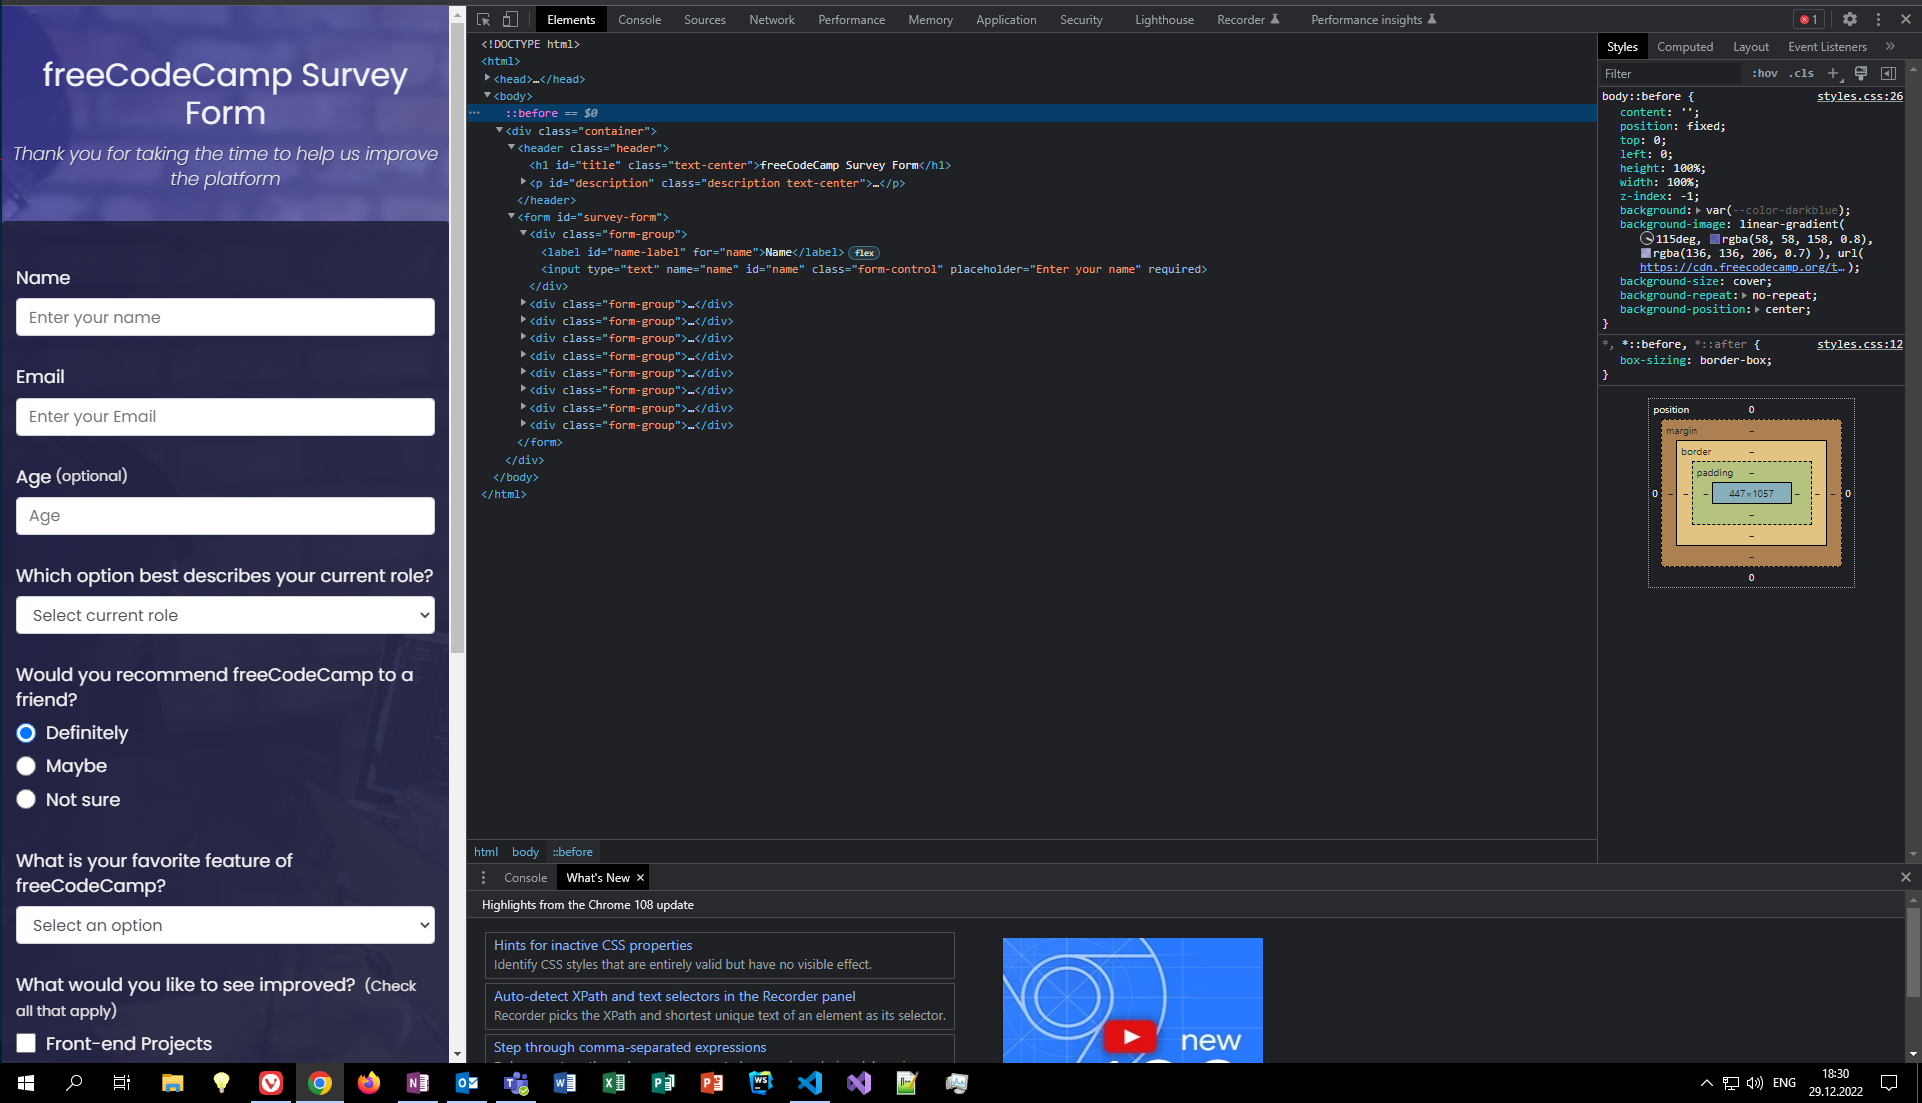 freeCodeCamp Survey
Form
Thank you for taking the time to help us improve
the platform
Name
Enter your name
Email
Enter your Email
Age (optional)
Age
Which option best describes your current role?
Select current role
Would you recommend freeCodeCamp to a
friend?
Definitely
Maybe
Not sure
What is your favorite feature of
freeCodeCamp?
Select an option
What would you like to see improved? (Check
all that apply)
Front-end Projects
Elements Console Sources Network Performance Memory Application Security Lighthouse Recorder Performance insights 1
<!DOCTYPE html>
<html>
<head>…</head>
<body>
::before == $0
<div class="container">
<header class="header">
<h1 id="title" class="text-center">freeCodeCamp Survey Form</h1>
<p id="description" class="description text-center">…</p>
</header>
<form id="survey-form">
<div class="form-group">
<label id="name-label" for="name">Name</label> flex
<input type="text" name="name" id="name" class="form-control" placeholder="Enter your name" required>
</div>
<div class="form-group">…</div>
<div class="form-group">…</div>
<div class="form-group">…</div>
<div class="form-group">…</div>
<div class="form-group">…</div>
<div class="form-group">…</div>
<div class="form-group">…</div>
<div class="form-group">…</div>
</form>
</div>
</body>
</html>
html body ::before
Styles Computed Layout Event Listeners »
Filter :hov .cls +
body::before { styles.css:26
content: '';
position: fixed;
top: 0;
left: 0;
height: 100%;
width: 100%;
z-index: -1;
background: var(--color-darkblue);
background-image: linear-gradient(
115deg, rgba(58, 58, 158, 0.8),
rgba(136, 136, 206, 0.7) ), url(
https://cdn.freecodecamp.org/t… );
background-size: cover;
background-repeat: no-repeat;
background-position: center;
}
*, *::before, *::after { styles.css:12
box-sizing: border-box;
}
position 0
margin –
border –
padding –
0 – – – 447×1057 – – – 0
–
–
–
0
Console What's New ×
Highlights from the Chrome 108 update
Hints for inactive CSS properties
Identify CSS styles that are entirely valid but have no visible effect.
Auto-detect XPath and text selectors in the Recorder panel
Recorder picks the XPath and shortest unique text of an element as its selector.
Step through comma-separated expressions
new
ENG
18:30
29.12.2022